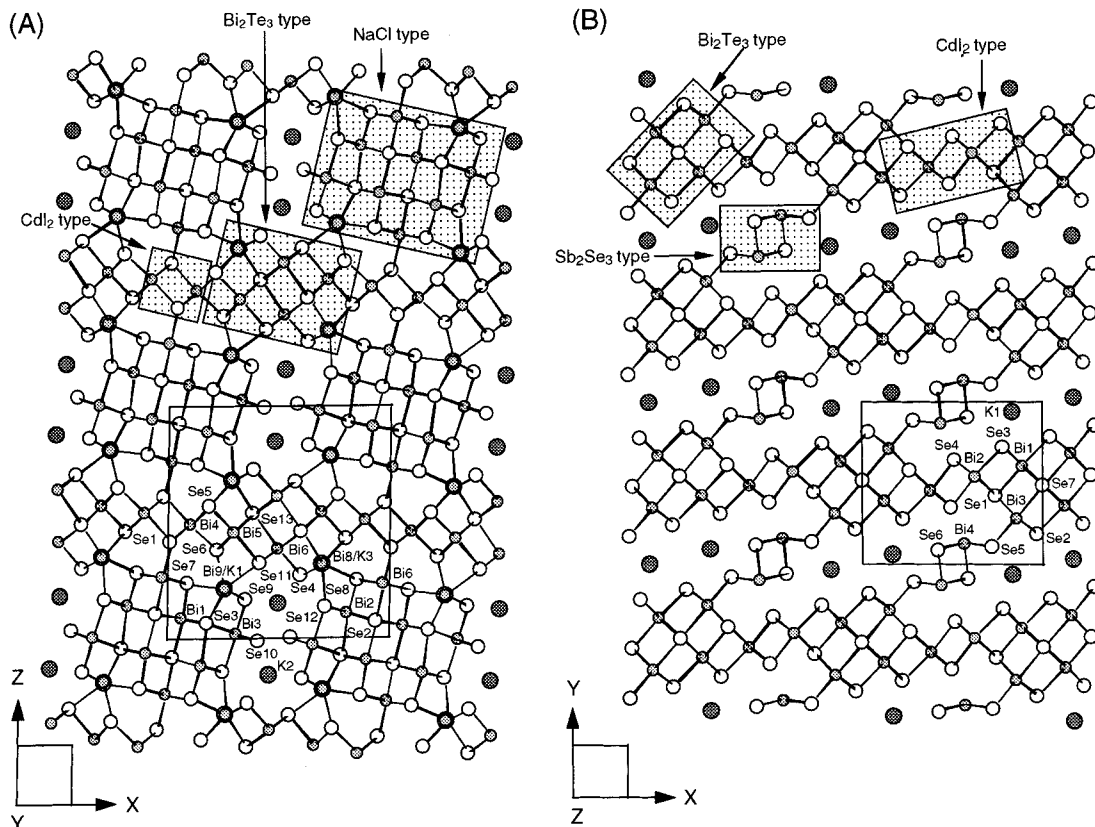 (A)
Bi₂Te₃ type
NaCl type
CdI₂ type
Se5
Se13
Se1
Bi4
Bi5
Se6
Bi6
Bi8/K3
Se7
Bi9/K1
Se11
Bi6
Se9
Se4
Se8
Bi1
Se3
Se12
Bi2
Bi3
Se2
Se2
Se10
K2
Z
X
Y
(B)
Bi₂Te₃ type
CdI₂ type
Sb₂Se₃ type
K1
Se4
Se3
Bi2
Bi1
Se7
Se1
Bi3
Se6
Bi4
Se5
Se2
Y
X
Z